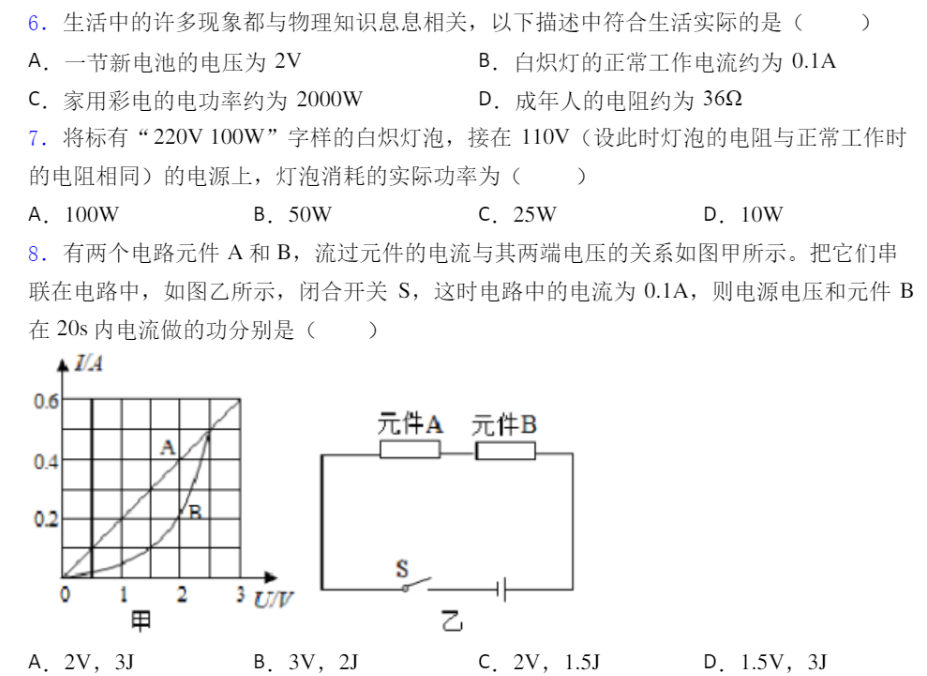 6．生活中的许多现象都与物理知识息息相关，以下描述中符合生活实际的是（　　）
A．一节新电池的电压为 2V　　B．白炽灯的正常工作电流约为 0.1A
C．家用彩电的电功率约为 2000W　　D．成年人的电阻约为 36Ω
7．将标有“220V 100W”字样的白炽灯泡，接在 110V（设此时灯泡的电阻与正常工作时
的电阻相同）的电源上，灯泡消耗的实际功率为（　　）
A．100W　　B．50W　　C．25W　　D．10W
8．有两个电路元件 A 和 B，流过元件的电流与其两端电压的关系如图甲所示。把它们串
联在电路中，如图乙所示，闭合开关 S，这时电路中的电流为 0.1A，则电源电压和元件 B
在 20s 内电流做的功分别是（　　）
I/A
0.6
0.4
0.2
A
B
0　1　2　3　U/V
甲
元件A　元件B
S
乙
A．2V，3J　　B．3V，2J　　C．2V，1.5J　　D．1.5V，3J